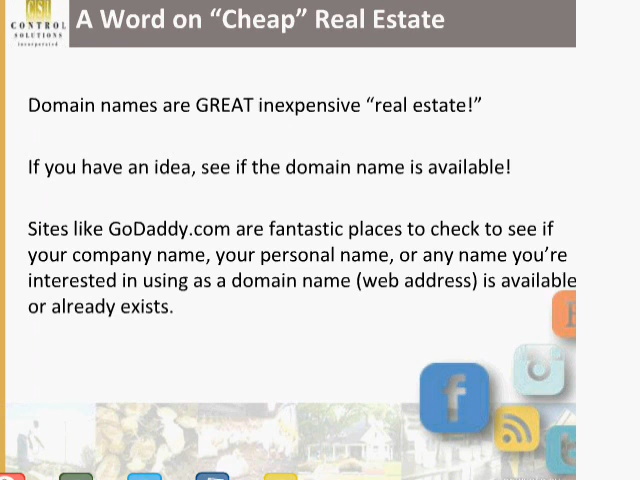 CSI
CONTROL
SOLUTIONS
incorporated
A Word on “Cheap” Real Estate
Domain names are GREAT inexpensive “real estate!”
If you have an idea, see if the domain name is available!
Sites like GoDaddy.com are fantastic places to check to see if
your company name, your personal name, or any name you’re
interested in using as a domain name (web address) is available
or already exists.
f
t